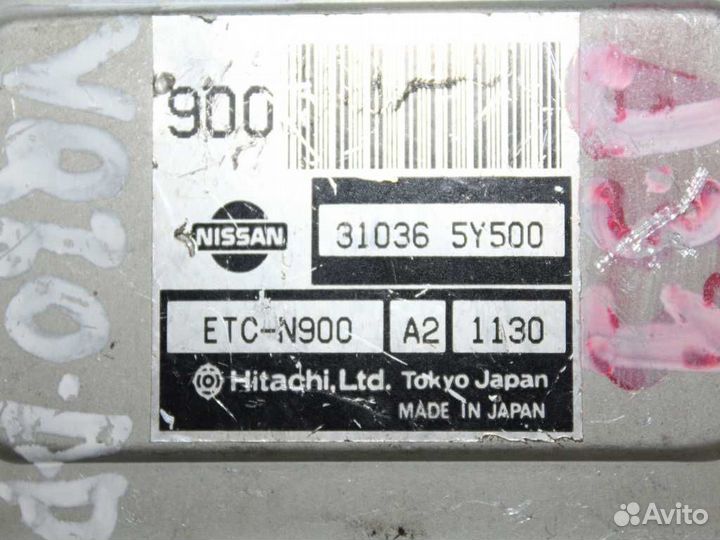 900
NISSAN
31036 5Y500
ETC-N900 A2 1130
Hitachi, Ltd. Tokyo Japan
MADE IN JAPAN
Avito